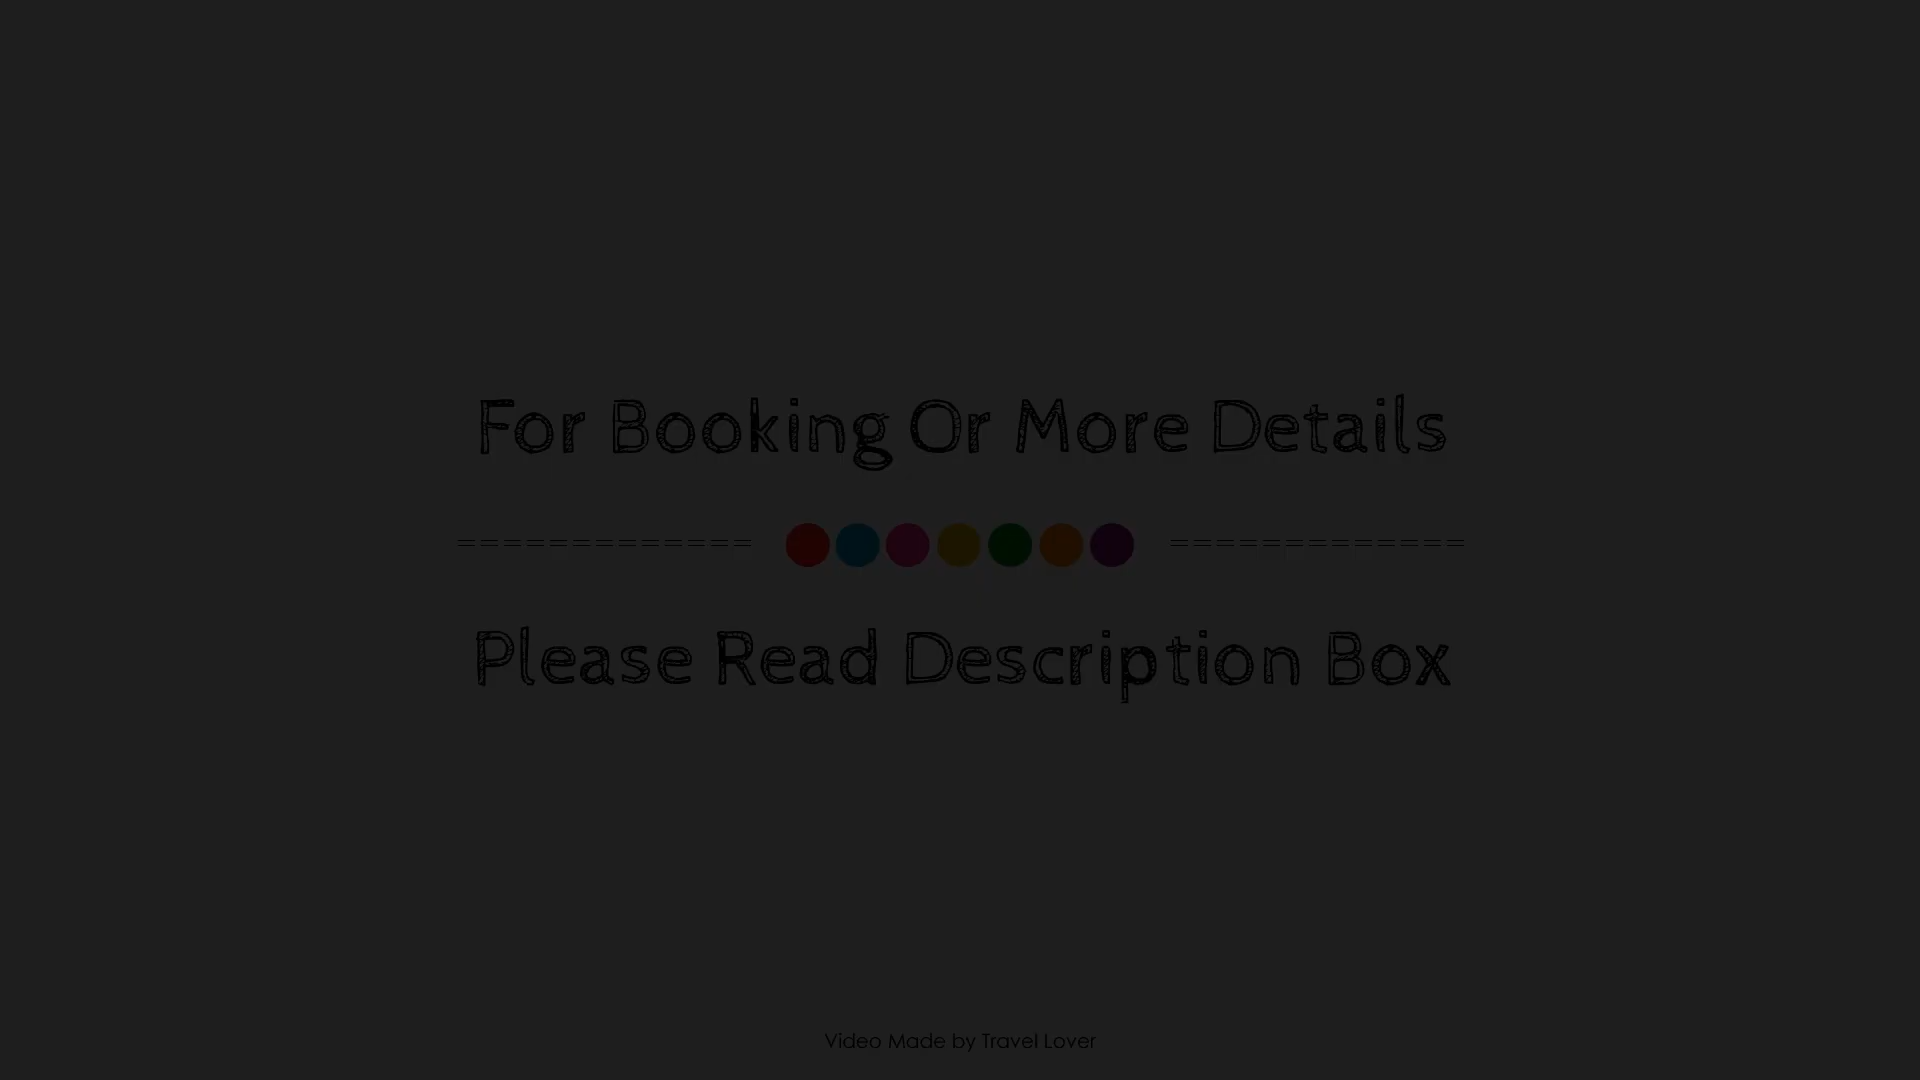 For Booking Or More Details
============= =============
Please Read Description Box
Video Made by Travel Lover